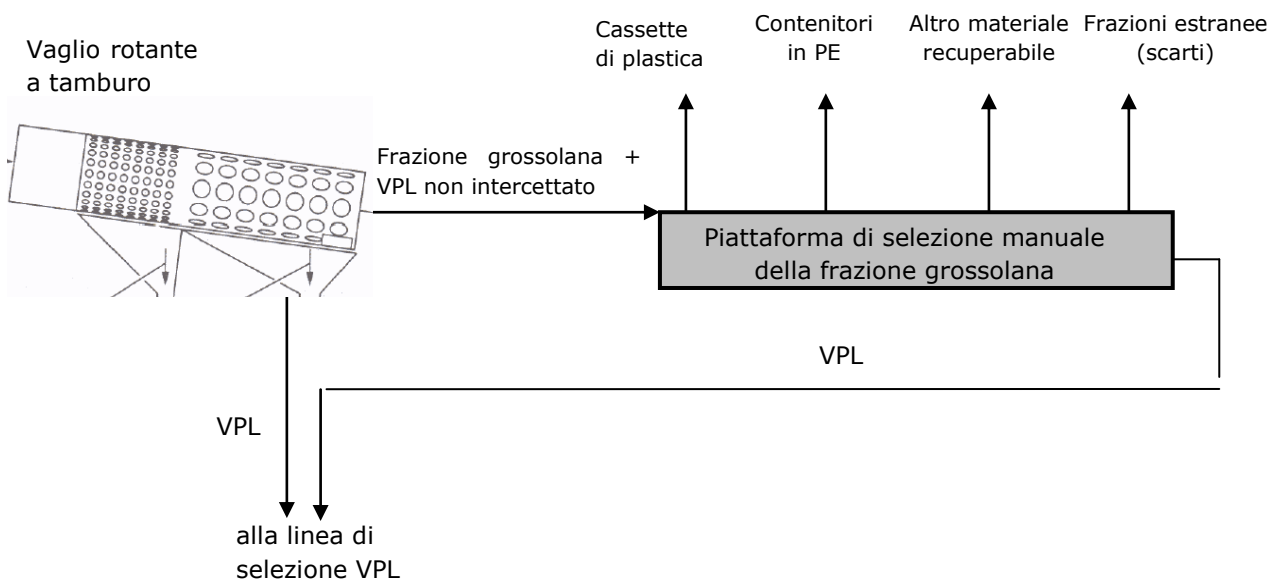 Vaglio rotante
a tamburo
Cassette
di plastica
Contenitori
in PE
Altro materiale
recuperabile
Frazioni estranee
(scarti)
Frazione grossolana +
VPL non intercettato
Piattaforma di selezione manuale
della frazione grossolana
VPL
VPL
alla linea di
selezione VPL